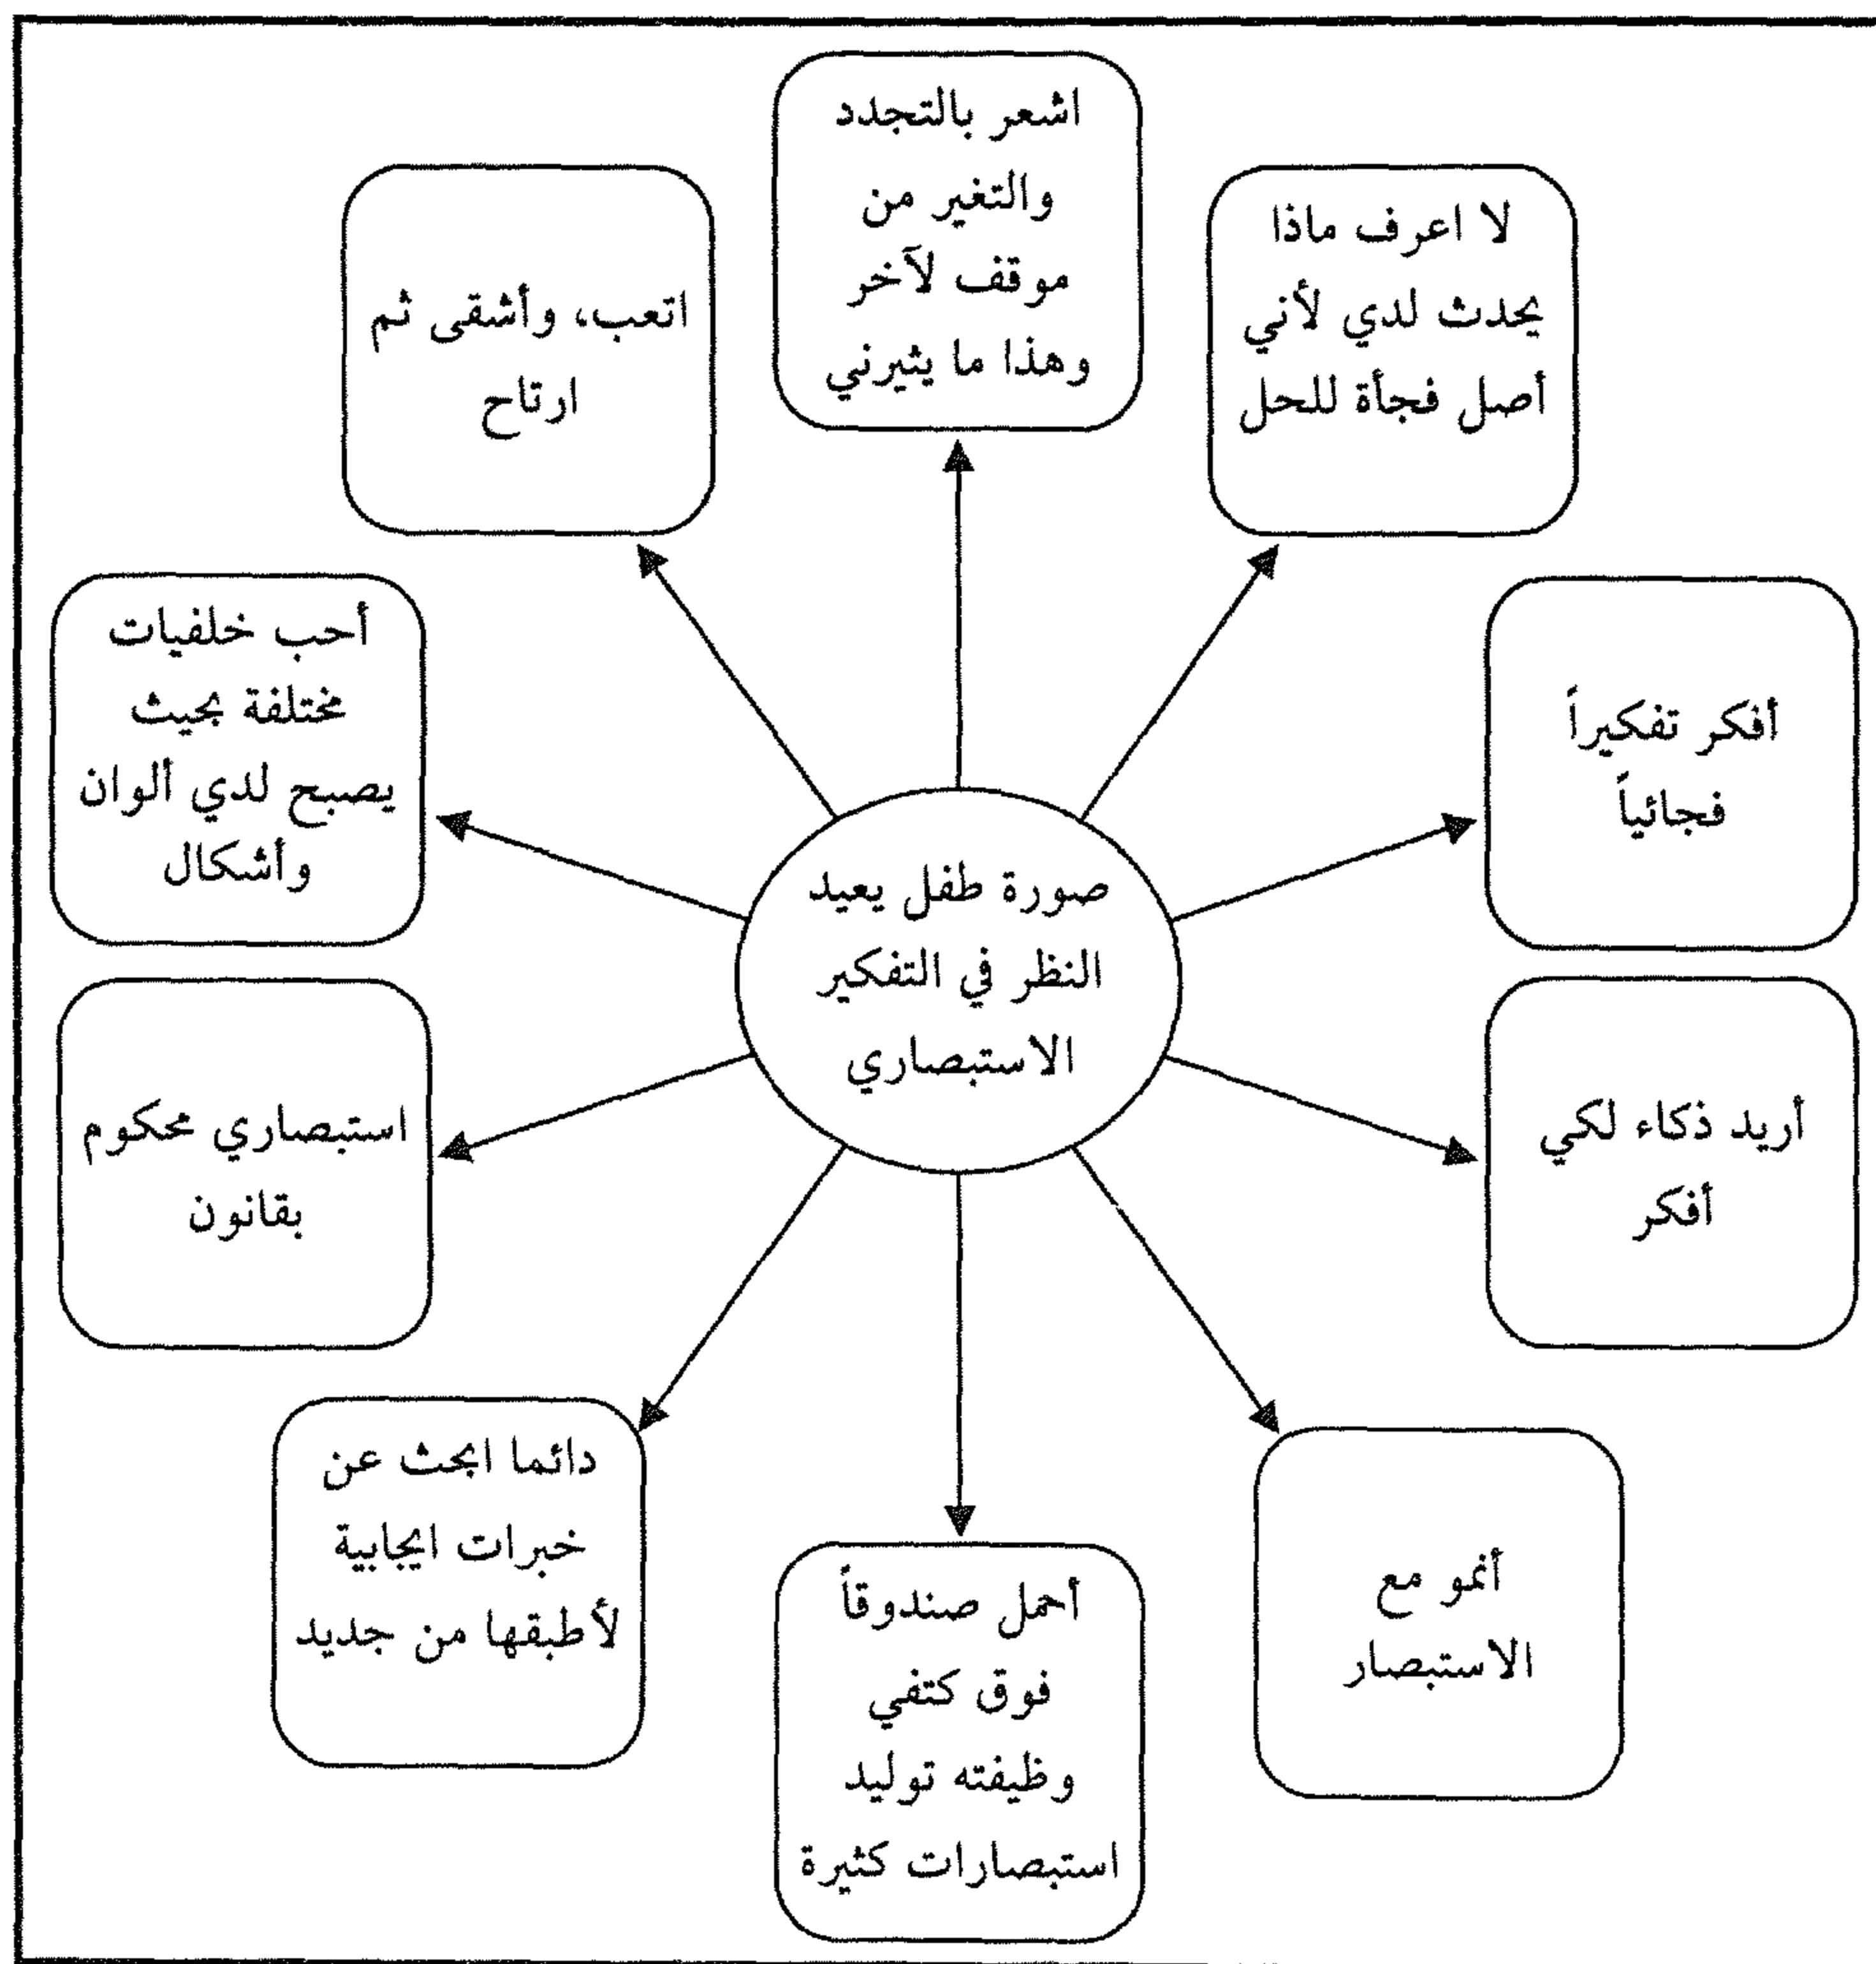 اشعر بالتجدد
والتغير من
موقف لآخر
وهذا ما يثيرني
لا اعرف ماذا
يحدث لدي لأني
أصل فجأة للحل
اتعب، وأشقى ثم
ارتاح
أفكر تفكيراً
فجائياً
أحب خلفيات
مختلفة بحيث
يصبح لدي ألوان
وأشكال
صورة طفل يعيد
النظر في التفكير
الاستبصاري
أريد ذكاء لكي
أفكر
استبصاري محكوم
بقانون
أنمو مع
الاستبصار
أحمل صندوقاً
فوق كتفي
وظيفته توليد
استبصارات كثيرة
دائما ابحث عن
خبرات ايجابية
لأطبقها من جديد